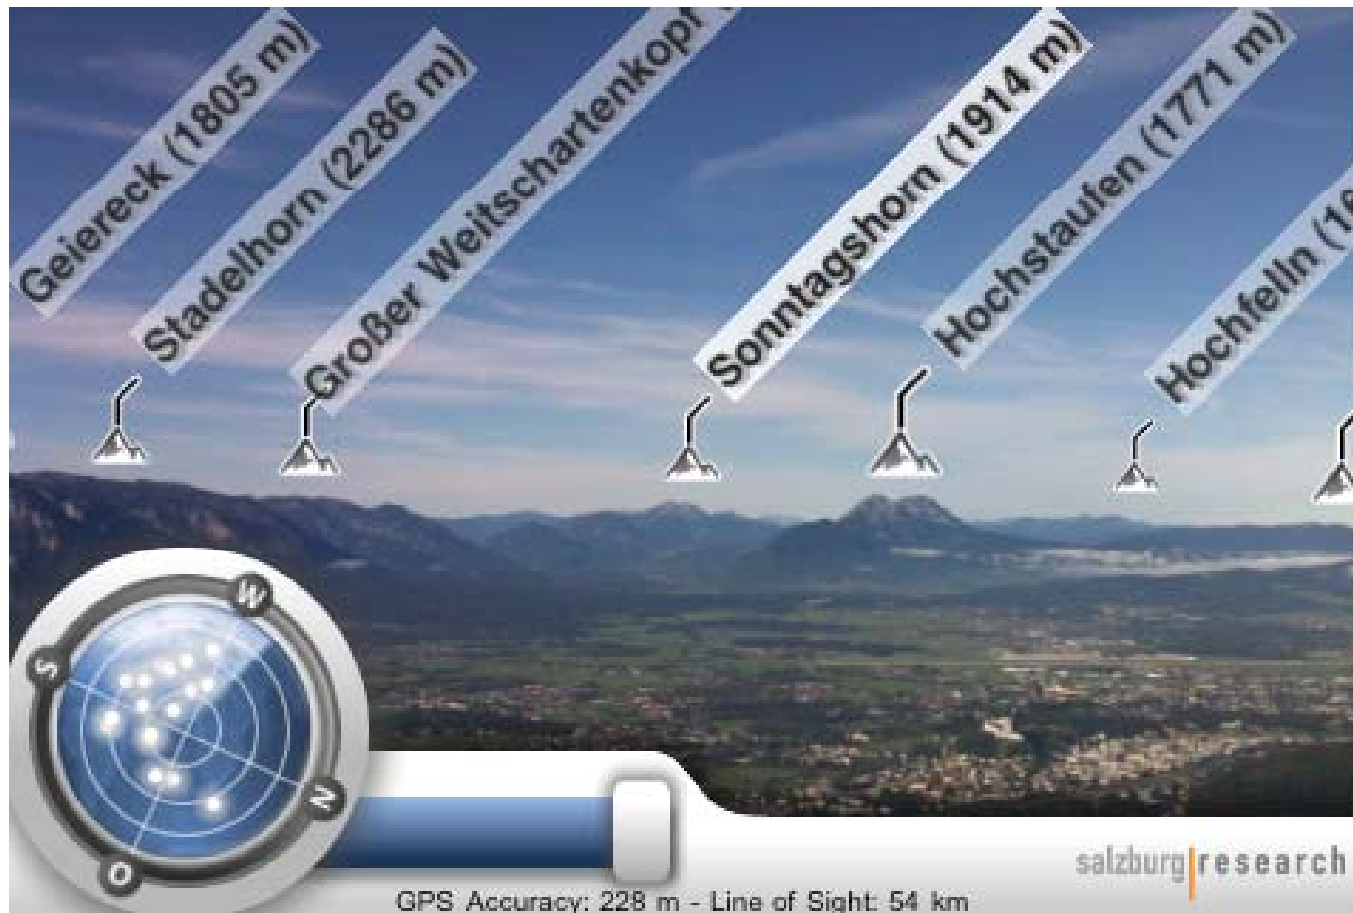 Geiereck (1805 m)
Stadelhorn (2286 m)
Großer Weitschartenkopf (
Sonntagshorn (1914 m)
Hochstaufen (1771 m)
Hochfelln (16
W
S
N
O
salzburg|research
GPS Accuracy: 228 m - Line of Sight: 54 km